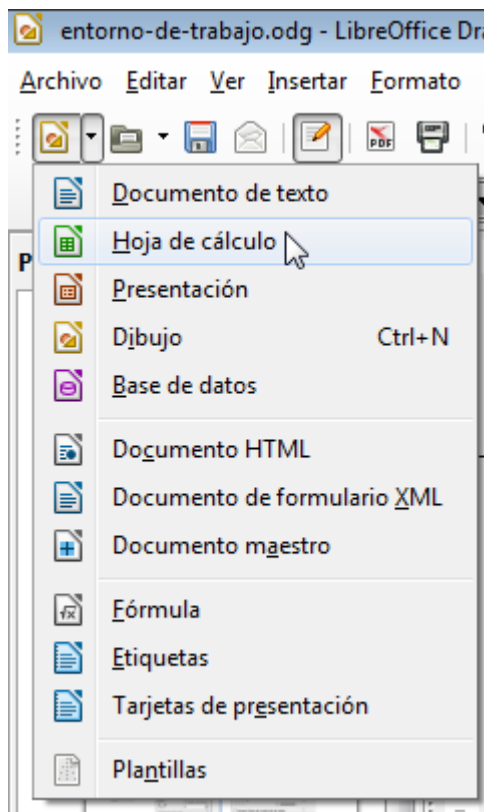 entorno-de-trabajo.odg - LibreOffice Dra
Archivo Editar Ver Insertar Formato
PDF
P
Documento de texto
Hoja de cálculo
Presentación
Dibujo Ctrl+N
Base de datos
Documento HTML
Documento de formulario XML
Documento maestro
Fórmula
Etiquetas
Tarjetas de presentación
Plantillas